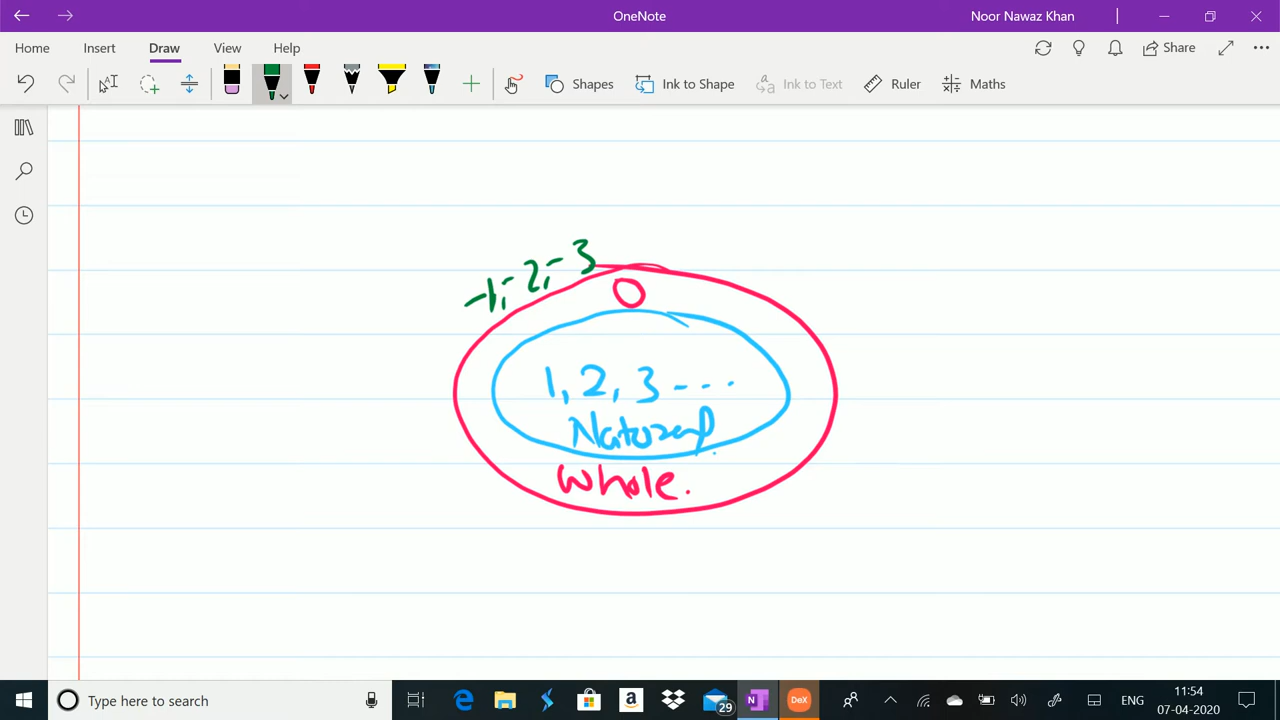 OneNote
Noor Nawaz Khan
Home Insert Draw View Help
Share
Shapes Ink to Shape Ink to Text Ruler Maths
-1, -2, -3
0
1, 2, 3 - - -
Natural
Whole.
Type here to search
29
N
DeX
ENG
11:54
07-04-2020